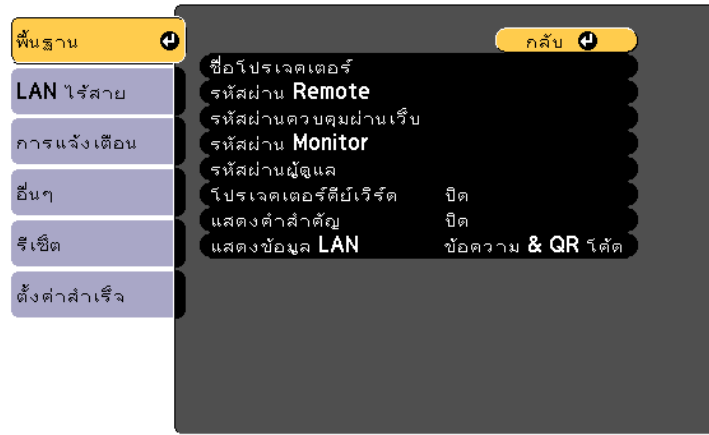 พื้นฐาน
LAN ไร้สาย
การแจ้งเตือน
อื่นๆ
รีเซ็ต
ตั้งค่าสำเร็จ
กลับ
ชื่อโปรเจคเตอร์
รหัสผ่าน Remote
รหัสผ่านควบคุมผ่านเว็บ
รหัสผ่าน Monitor
รหัสผ่านผู้ดูแล
โปรเจคเตอร์คีย์เวิร์ด ปิด
แสดงคำสำคัญ ปิด
แสดงข้อมูล LAN ข้อความ & QR โค้ด